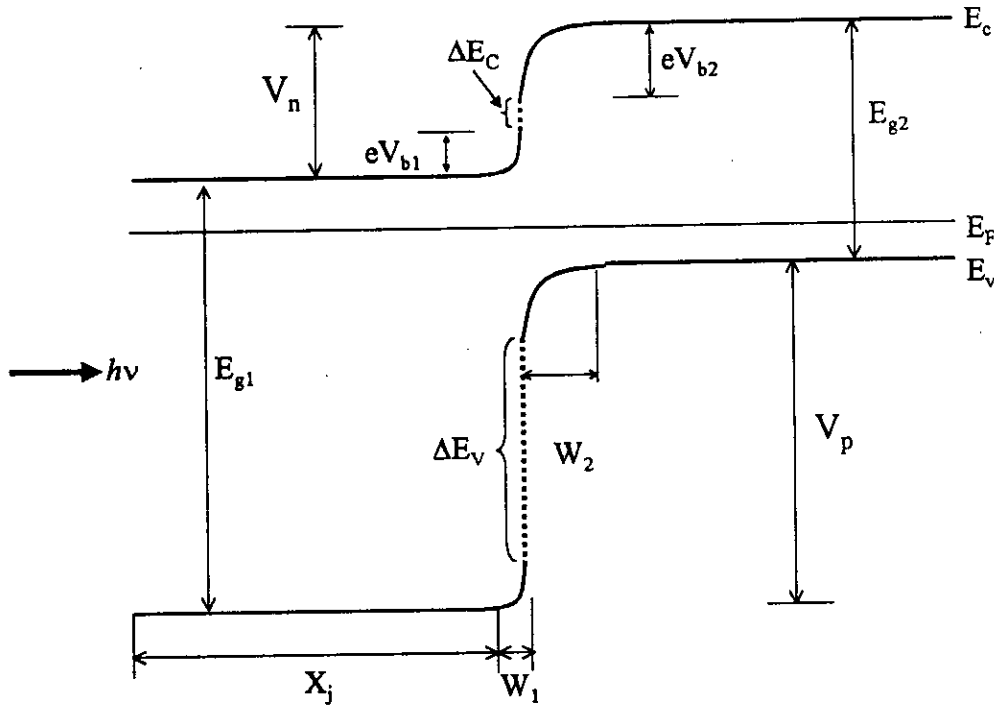 E_c
ΔE_C
eV_b2
V_n
E_g2
eV_b1
E_F
E_v
hν
E_g1
V_p
ΔE_V
W_2
X_j
W_1